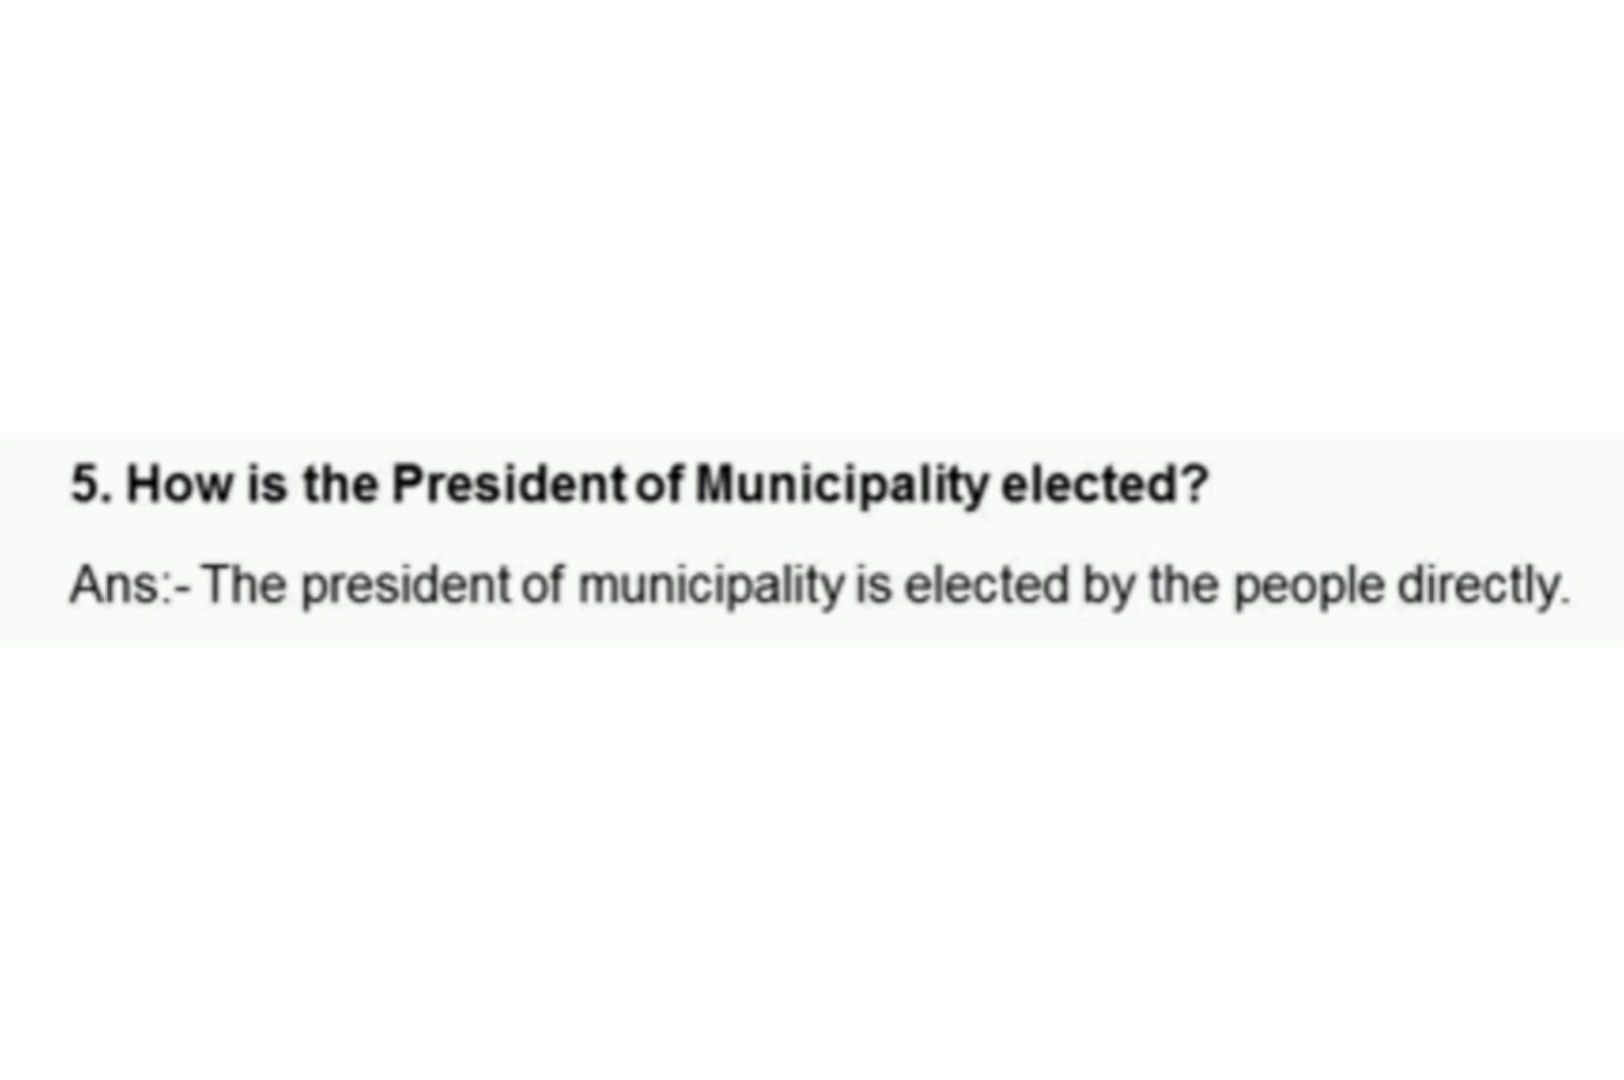 5. How is the President of Municipality elected?
Ans:- The president of municipality is elected by the people directly.